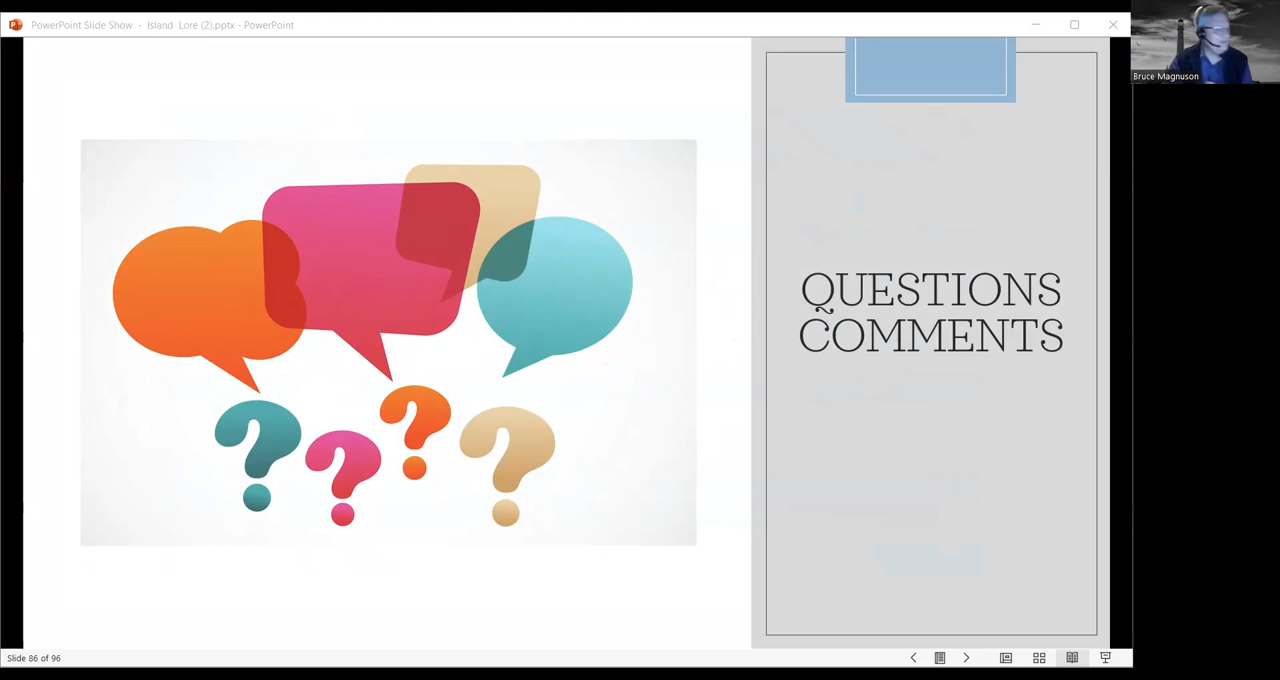 PowerPoint Slide Show - Island Lore (2).pptx - PowerPoint
Bruce Magnuson
QUESTIONS
COMMENTS
? ? ? ?
Slide 86 of 96